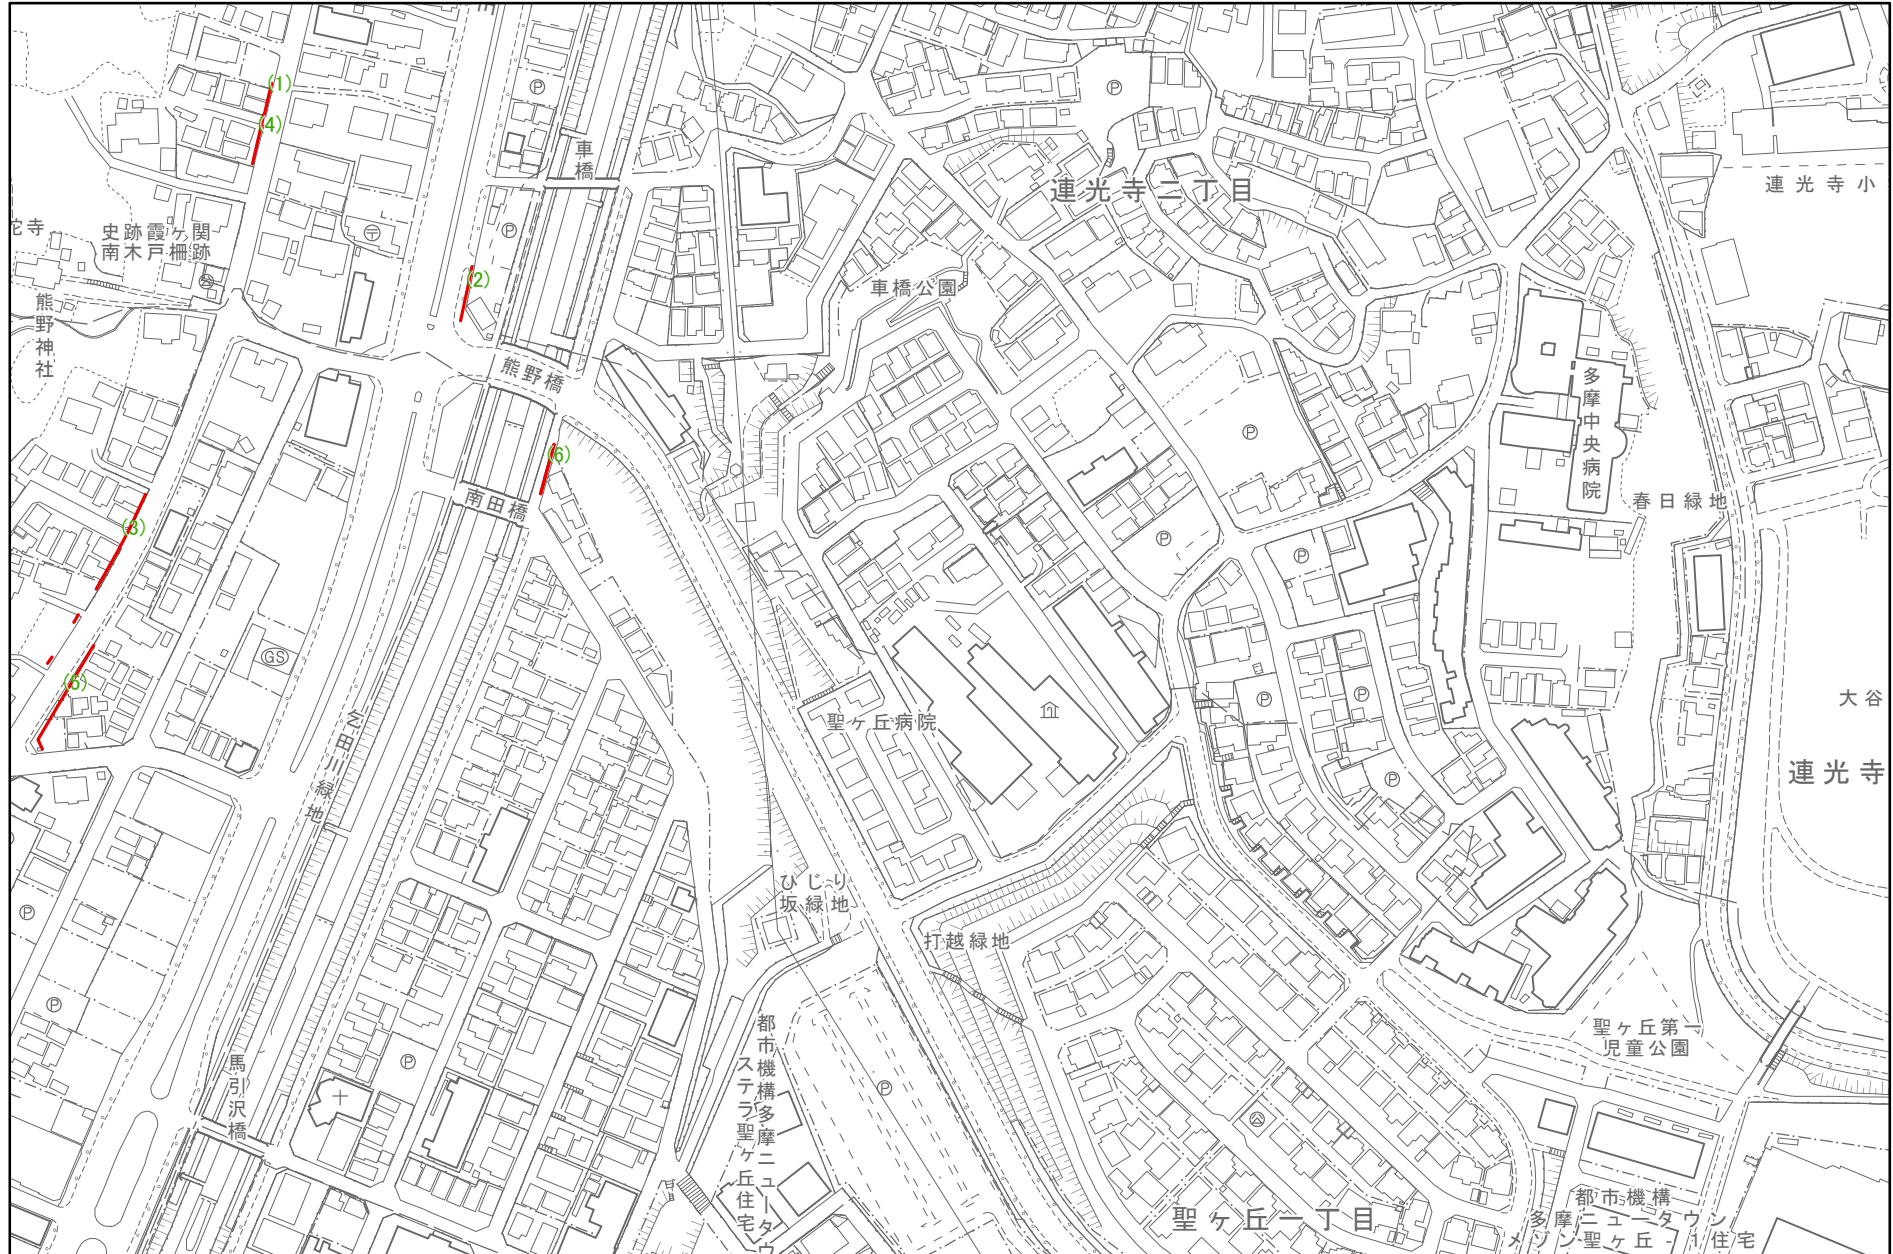 (1)
(4)
車橋
連光寺二丁目
連光寺小
史跡霞ヶ関
南木戸柵跡
(2)
車橋公園
熊野神社
熊野橋
多摩中央病院
(6)
南田橋
春日緑地
(3)
GS
(5)
聖ヶ丘病院
大谷
乞田川緑地
連光寺
ひじり
坂緑地
打越緑地
聖ヶ丘第一
児童公園
馬引沢橋
都市機構多摩ニュータウ
ステラ聖ヶ丘住宅
聖ヶ丘一丁目
都市機構
多摩ニュータウン
メゾン聖ヶ丘-1住宅
P
P
P
P
P
P
P
P
P
P
P
P
P
P